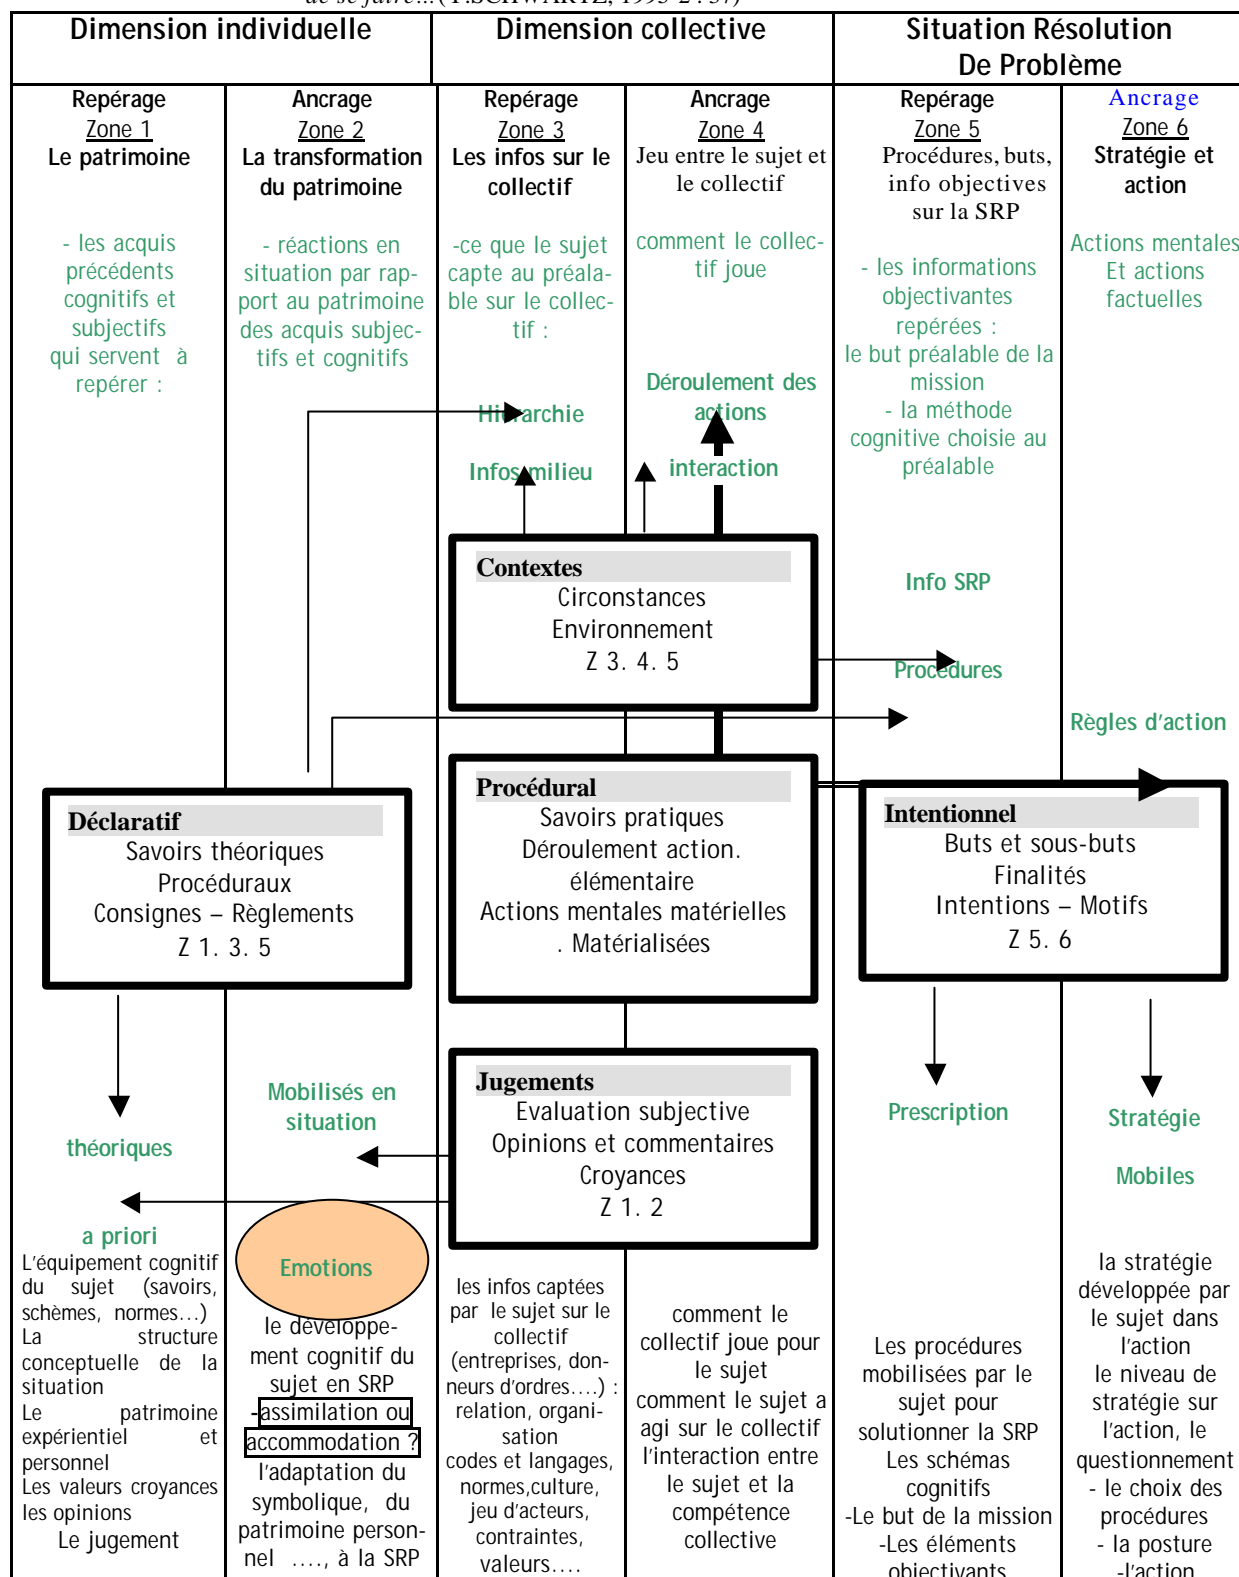 de se faire…(Y.SCHWARTZ, 1995-2 : 37)
Dimension individuelle
Dimension collective
Situation Résolution
De Problème
Repérage
Zone 1
Le patrimoine
- les acquis
précédents
cognitifs et
subjectifs
qui servent à
repérer :
Ancrage
Zone 2
La transformation
du patrimoine
- réactions en
situation par rap-
port au patrimoine
des acquis subjec-
tifs et cognitifs
Repérage
Zone 3
Les infos sur le
collectif
-ce que le sujet
capte au préala-
ble sur le collec-
tif :
Hiérarchie
Infos milieu
Ancrage
Zone 4
Jeu entre le sujet et
le collectif
comment le collec-
tif joue
Déroulement des
actions
interaction
Repérage
Zone 5
Procédures, buts,
info objectives
sur la SRP
- les informations
objectivantes
repérées :
le but préalable de la
mission
- la méthode
cognitive choisie au
préalable
Info SRP
Procédures
Ancrage
Zone 6
Stratégie et
action
Actions mentales
Et actions
factuelles
Règles d'action
Contextes
Circonstances
Environnement
Z 3. 4. 5
Déclaratif
Savoirs théoriques
Procéduraux
Consignes – Règlements
Z 1. 3. 5
Procédural
Savoirs pratiques
Déroulement action.
élémentaire
Actions mentales matérielles
. Matérialisées
Intentionnel
Buts et sous-buts
Finalités
Intentions – Motifs
Z 5. 6
Jugements
Evaluation subjective
Opinions et commentaires
Croyances
Z 1. 2
théoriques
a priori
L'équipement cognitif
du sujet (savoirs,
schèmes, normes…)
La structure
conceptuelle de la
situation
Le patrimoine
expérientiel et
personnel
Les valeurs croyances
les opinions
Le jugement
Mobilisés en
situation
Emotions
le développe-
ment cognitif du
sujet en SRP
-assimilation ou
accommodation ?
l'adaptation du
symbolique, du
patrimoine person-
nel …., à la SRP
les infos captées
par le sujet sur le
collectif
(entreprises, don-
neurs d'ordres….) :
relation, organi-
sation
codes et langages,
normes,culture,
jeu d'acteurs,
contraintes,
valeurs….
comment le
collectif joue pour
le sujet
comment le sujet a
agi sur le collectif
l'interaction entre
le sujet et la
compétence
collective
Prescription
Les procédures
mobilisées par le
sujet pour
solutionner la SRP
Les schémas
cognitifs
-Le but de la mission
-Les éléments
objectivants
Stratégie
Mobiles
la stratégie
développée par
le sujet dans
l'action
le niveau de
stratégie sur
l'action, le
questionnement
- le choix des
procédures
- la posture
-l'action